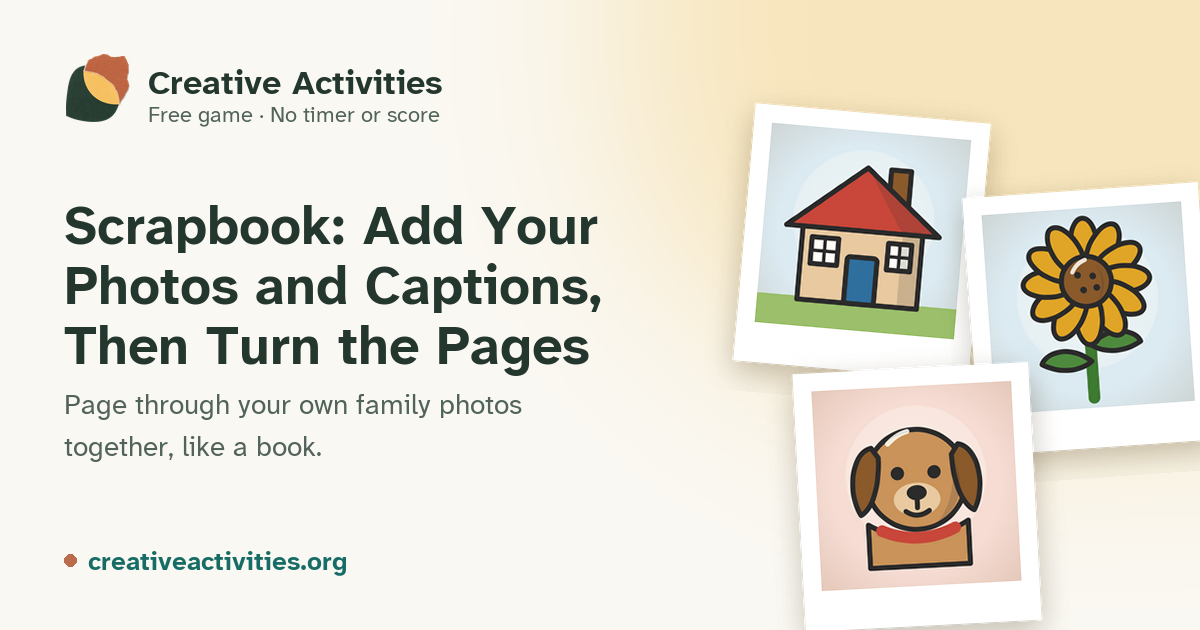 Creative Activities
Free game · No timer or score
Scrapbook: Add Your
Photos and Captions,
Then Turn the Pages
Page through your own family photos
together, like a book.
creativeactivities.org